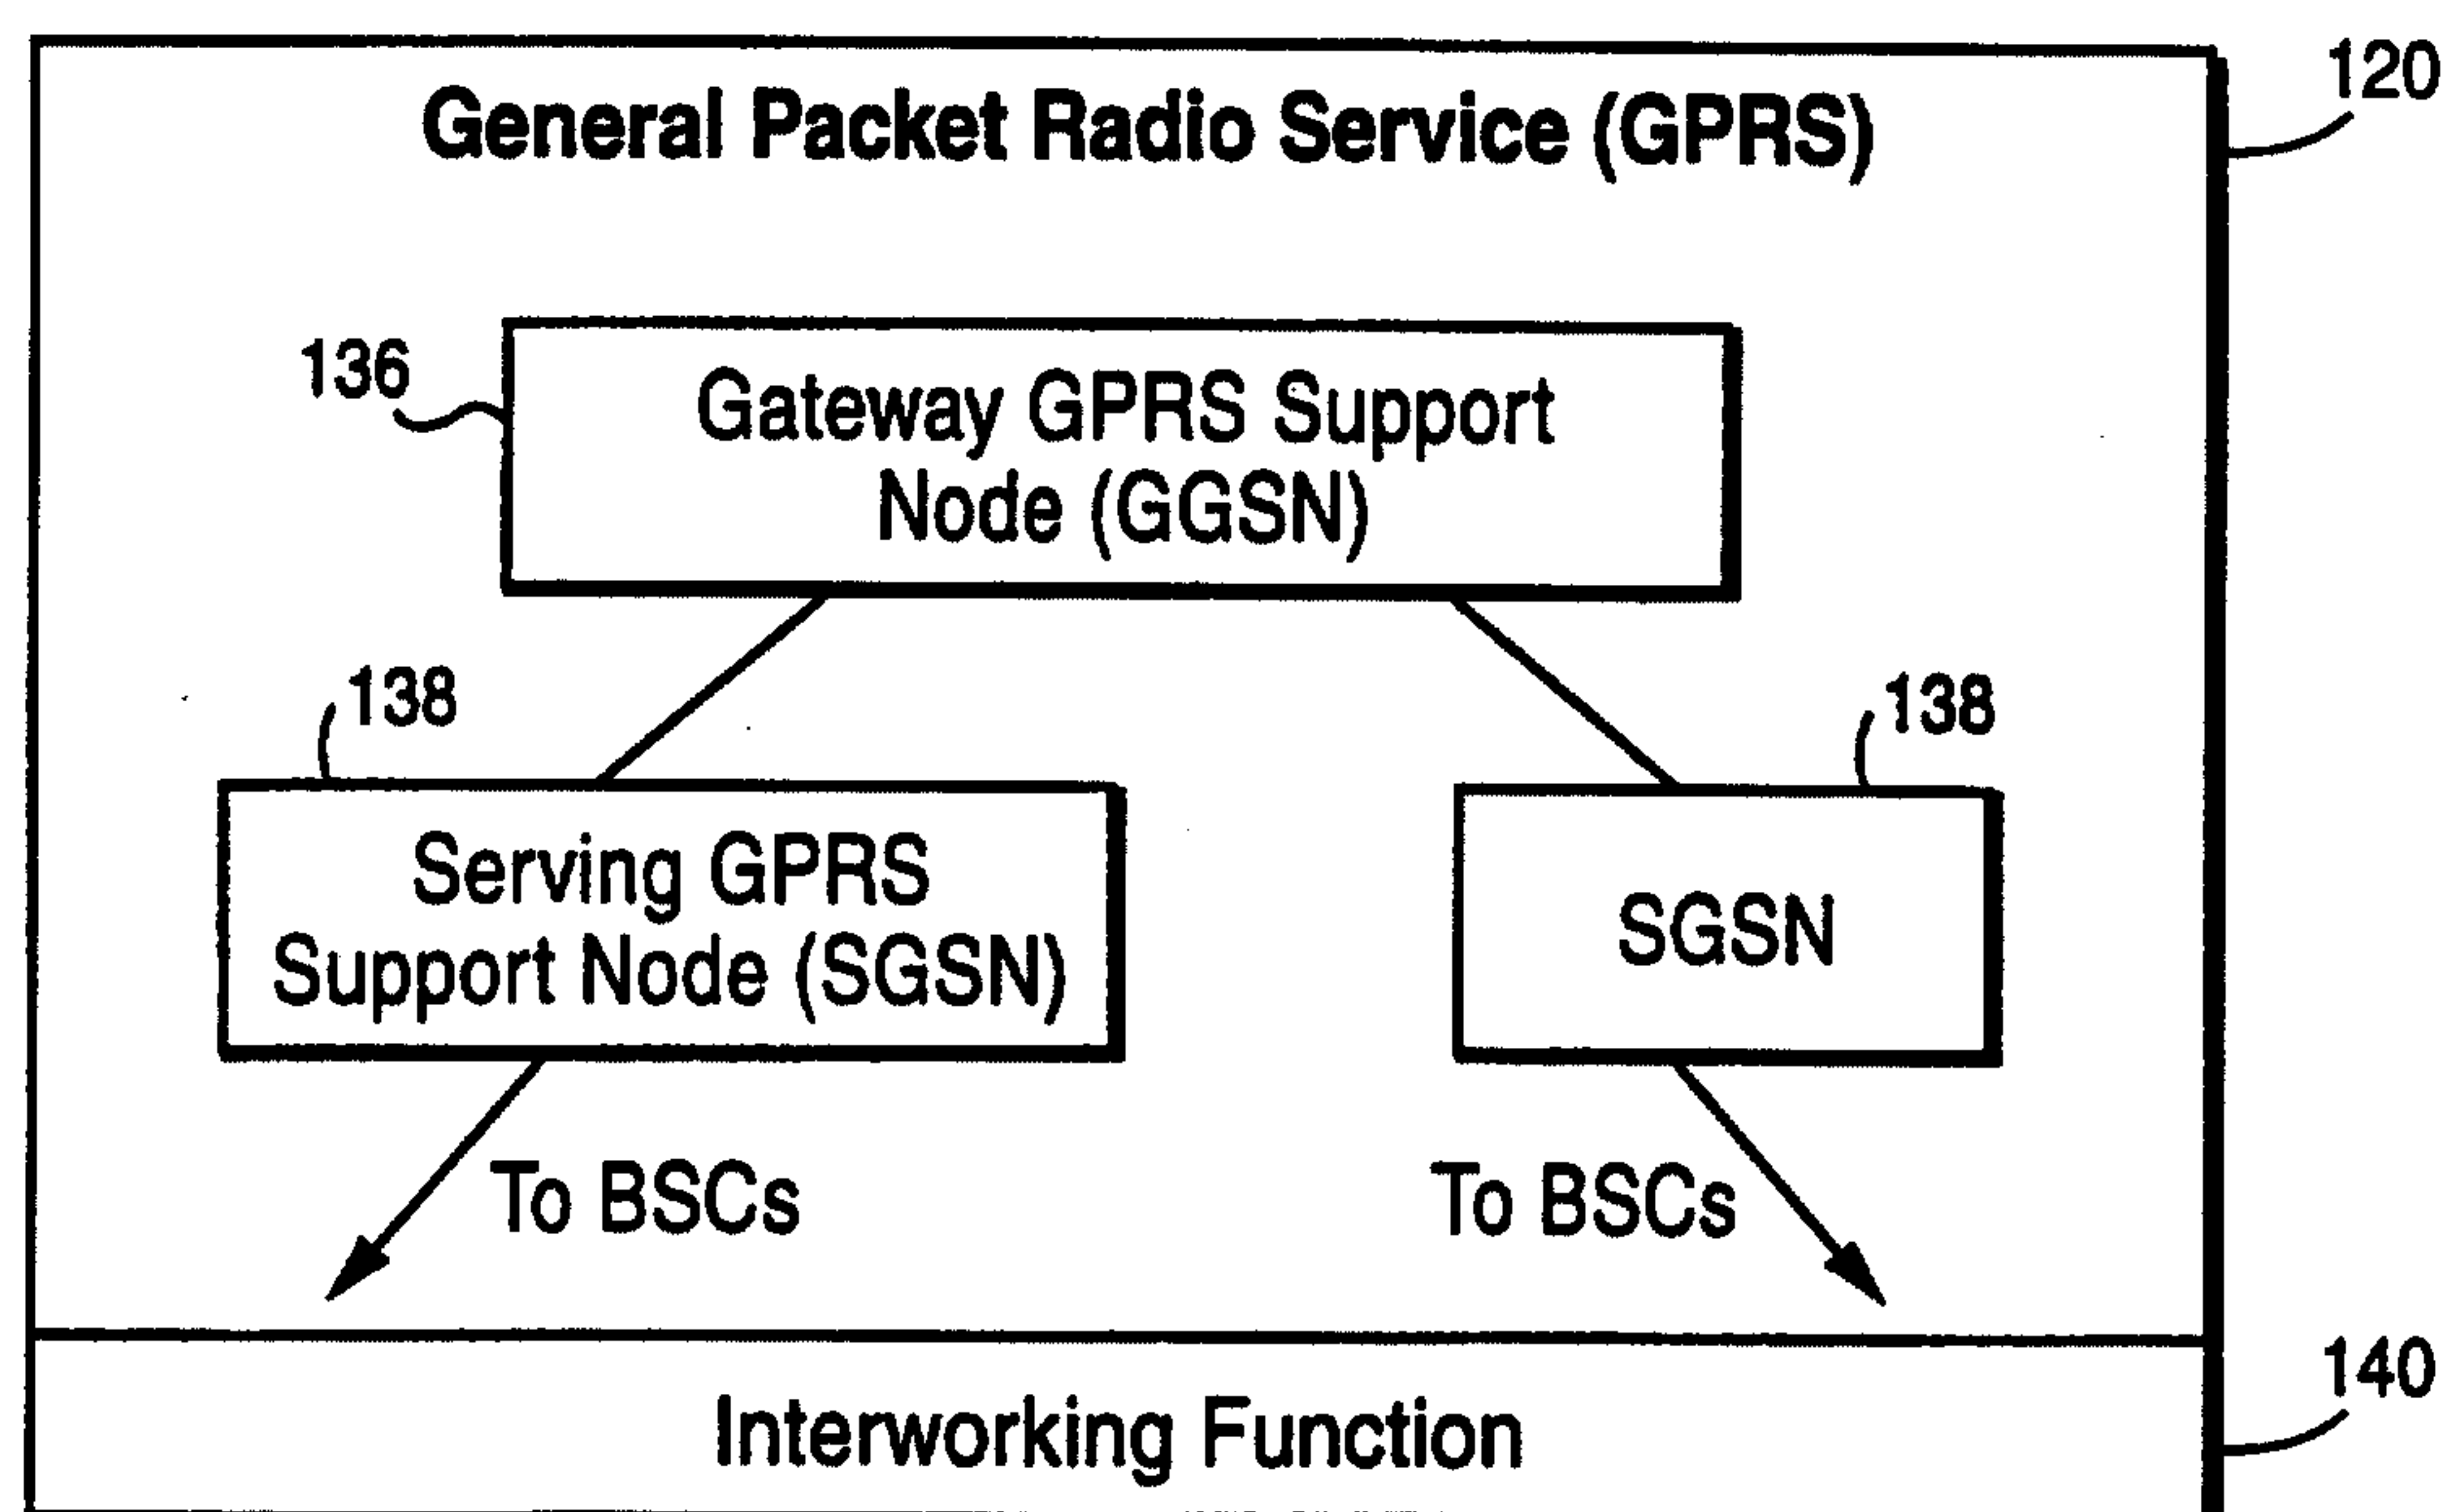 120
General Packet Radio Service (GPRS)
136
Gateway GPRS Support
Node (GGSN)
138
138
Serving GPRS
Support Node (SGSN)
SGSN
To BSCs
To BSCs
140
Interworking Function